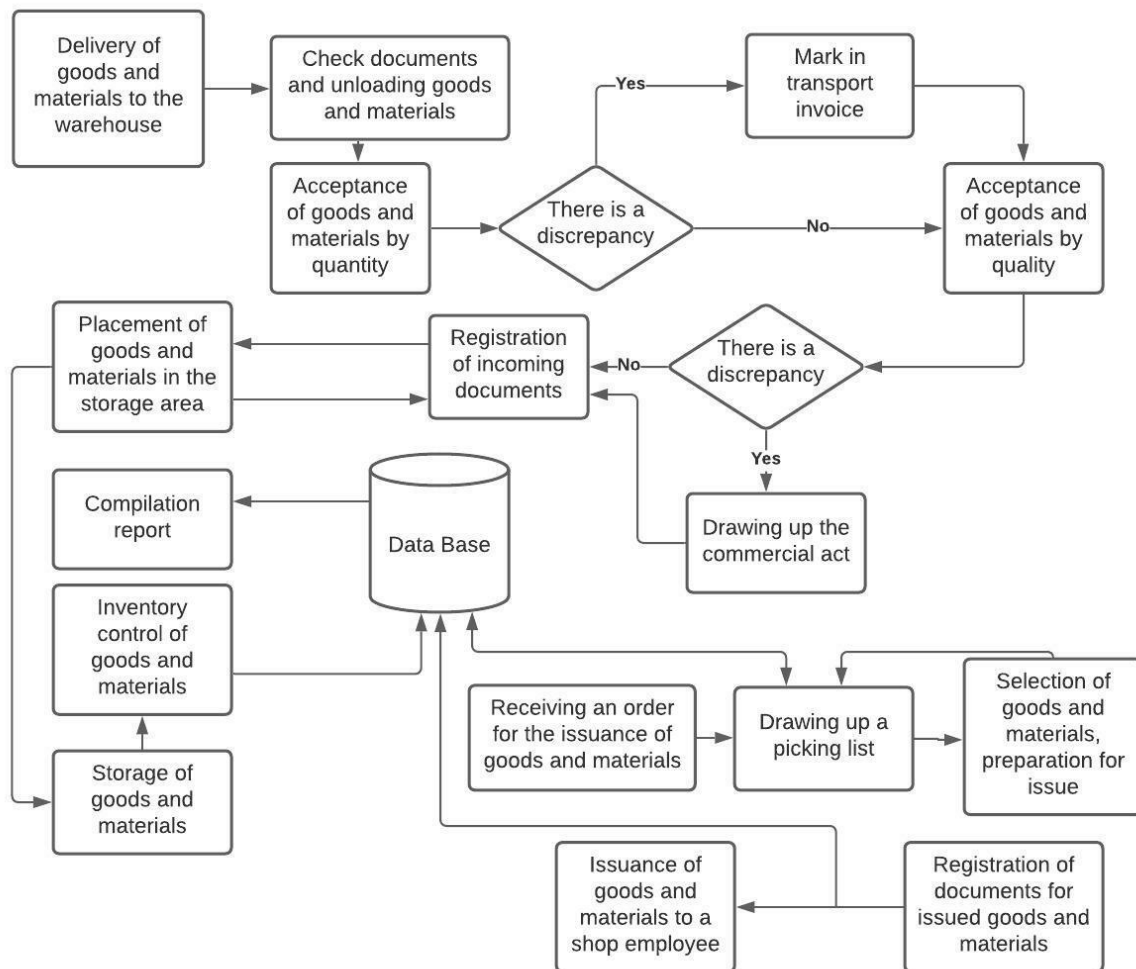 Delivery of
goods and
materials to the
warehouse
Check documents
and unloading goods
and materials
Yes
Mark in
transport
invoice
Acceptance
of goods and
materials by
quantity
There is a
discrepancy
No
Acceptance
of goods and
materials by
quality
Placement of
goods and
materials in the
storage area
Registration
of incoming
documents
No
There is a
discrepancy
Yes
Compilation
report
Data Base
Drawing up the
commercial act
Inventory
control of
goods and
materials
Receiving an order
for the issuance of
goods and materials
Drawing up a
picking list
Selection of
goods and
materials,
preparation for
issue
Storage of
goods and
materials
Issuance of
goods and
materials to a
shop employee
Registration of
documents for
issued goods and
materials